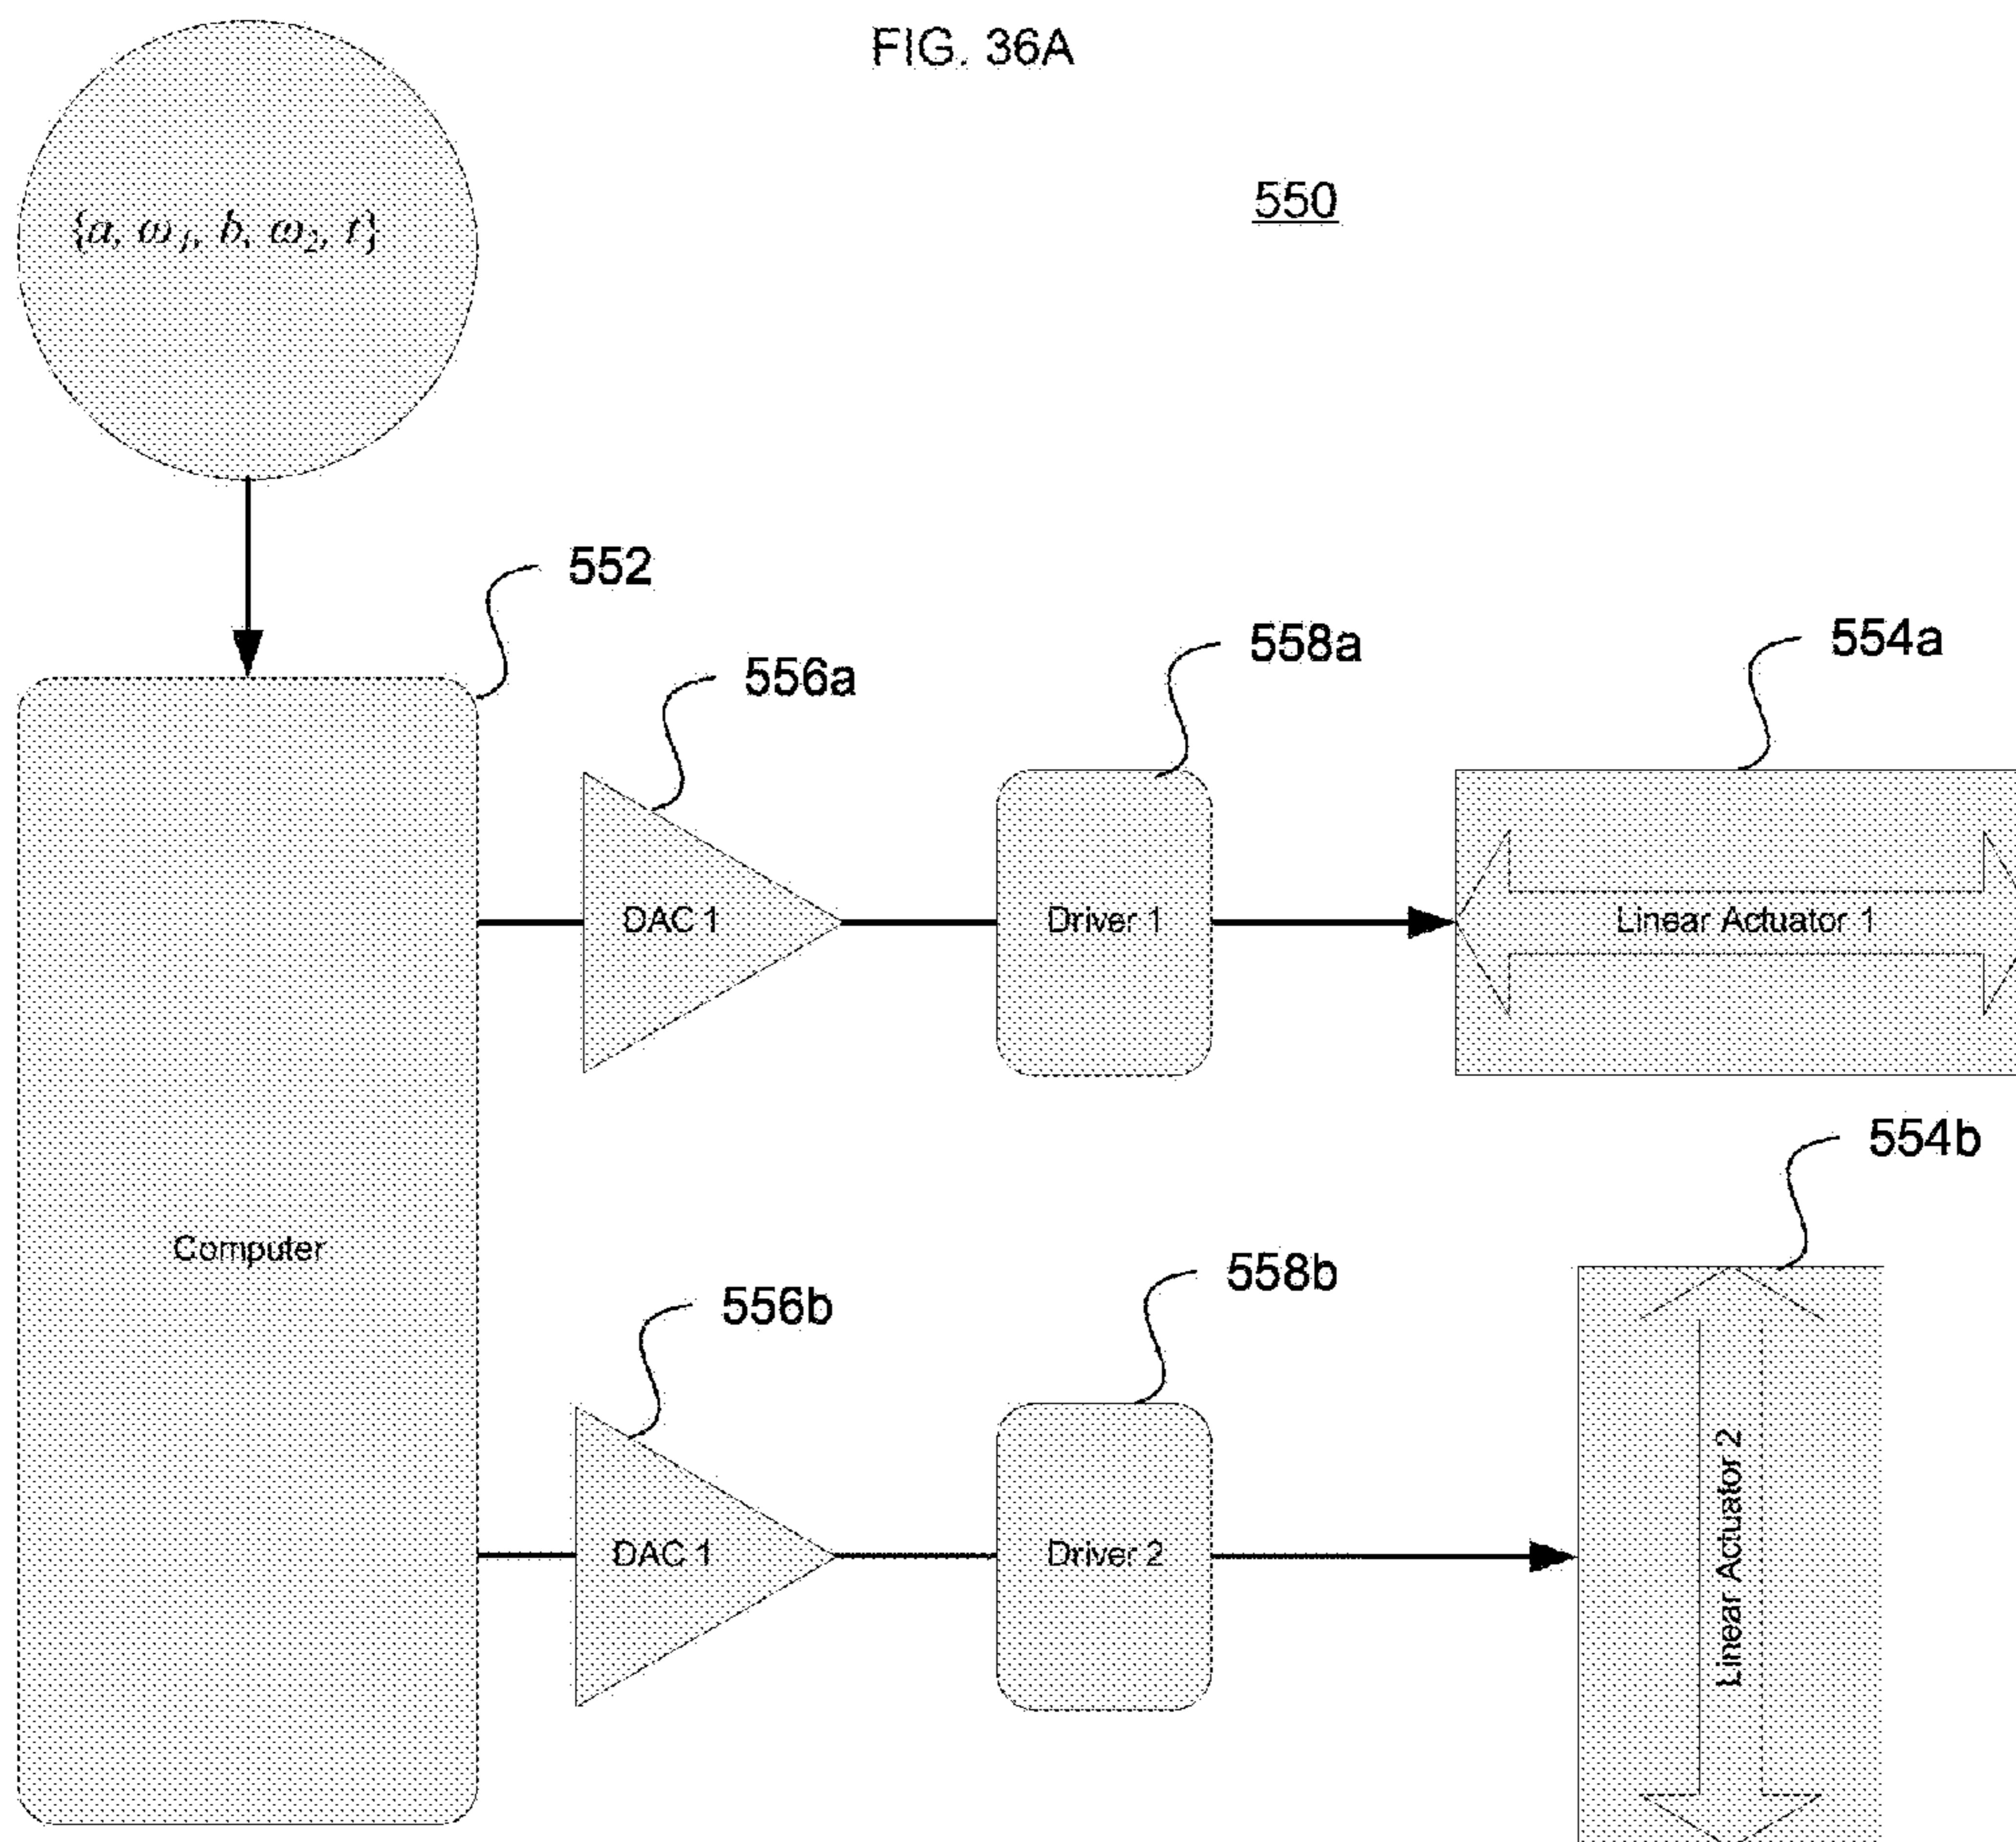 FIG. 36A
550
{a, ω1, b, ω2, t}
552
556a
558a
554a
DAC 1
Driver 1
Linear Actuator 1
554b
Computer
556b
558b
DAC 1
Driver 2
Linear Actuator 2